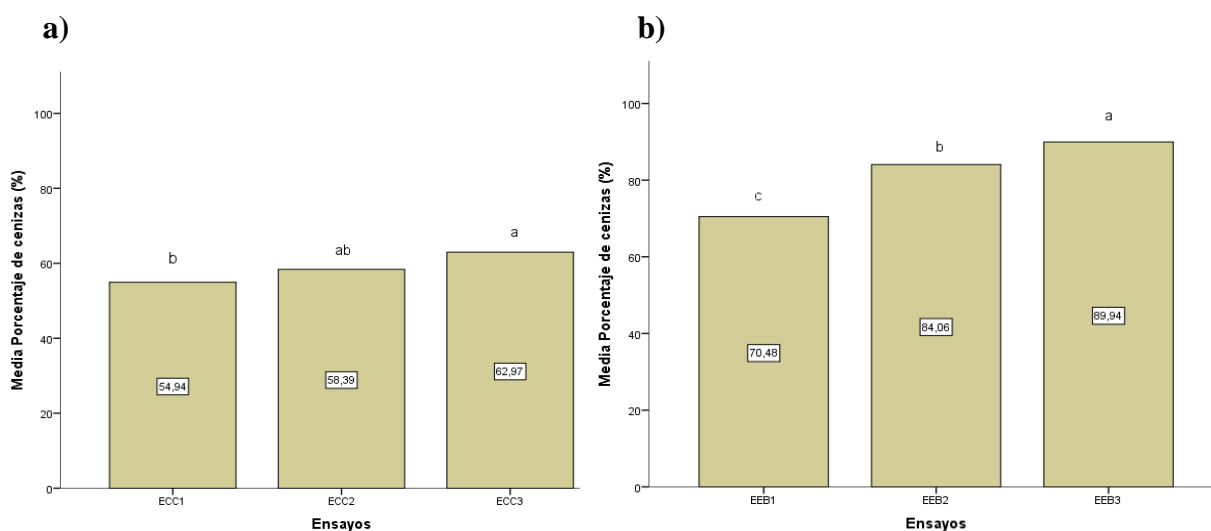 a)
Media Porcentaje de cenizas (%)
100
80
60
40
20
0
b
ab
a
54,94
58,39
62,97
ECC1
ECC2
ECC3
Ensayos
b)
Media Porcentaje de cenizas (%)
100
80
60
40
20
0
c
b
a
70,48
84,06
89,94
EEB1
EEB2
EEB3
Ensayos